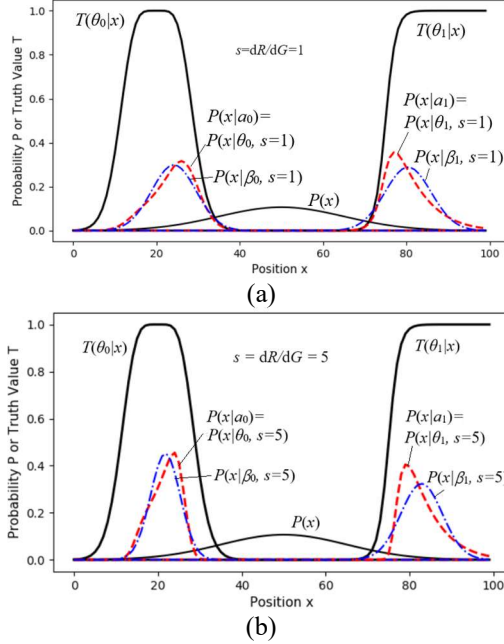 T(θ₀|x)
T(θ₁|x)
s=dR/dG=1
P(x|a₀)=
P(x|θ₀, s=1)
P(x|β₀, s=1)
P(x|a₁)=
P(x|θ₁, s=1)
P(x|β₁, s=1)
P(x)
Probability P or Truth Value T
1.0
0.8
0.6
0.4
0.2
0.0
0 20 40 60 80 100
Position x
(a)
T(θ₀|x)
T(θ₁|x)
s = dR/dG = 5
P(x|a₀)=
P(x|θ₀, s=5)
P(x|β₀, s=5)
P(x|a₁)=
P(x|θ₁, s=5)
P(x|β₁, s=5)
P(x)
Probability P or Truth Value T
1.0
0.8
0.6
0.4
0.2
0.0
0 20 40 60 80 100
Position x
(b)